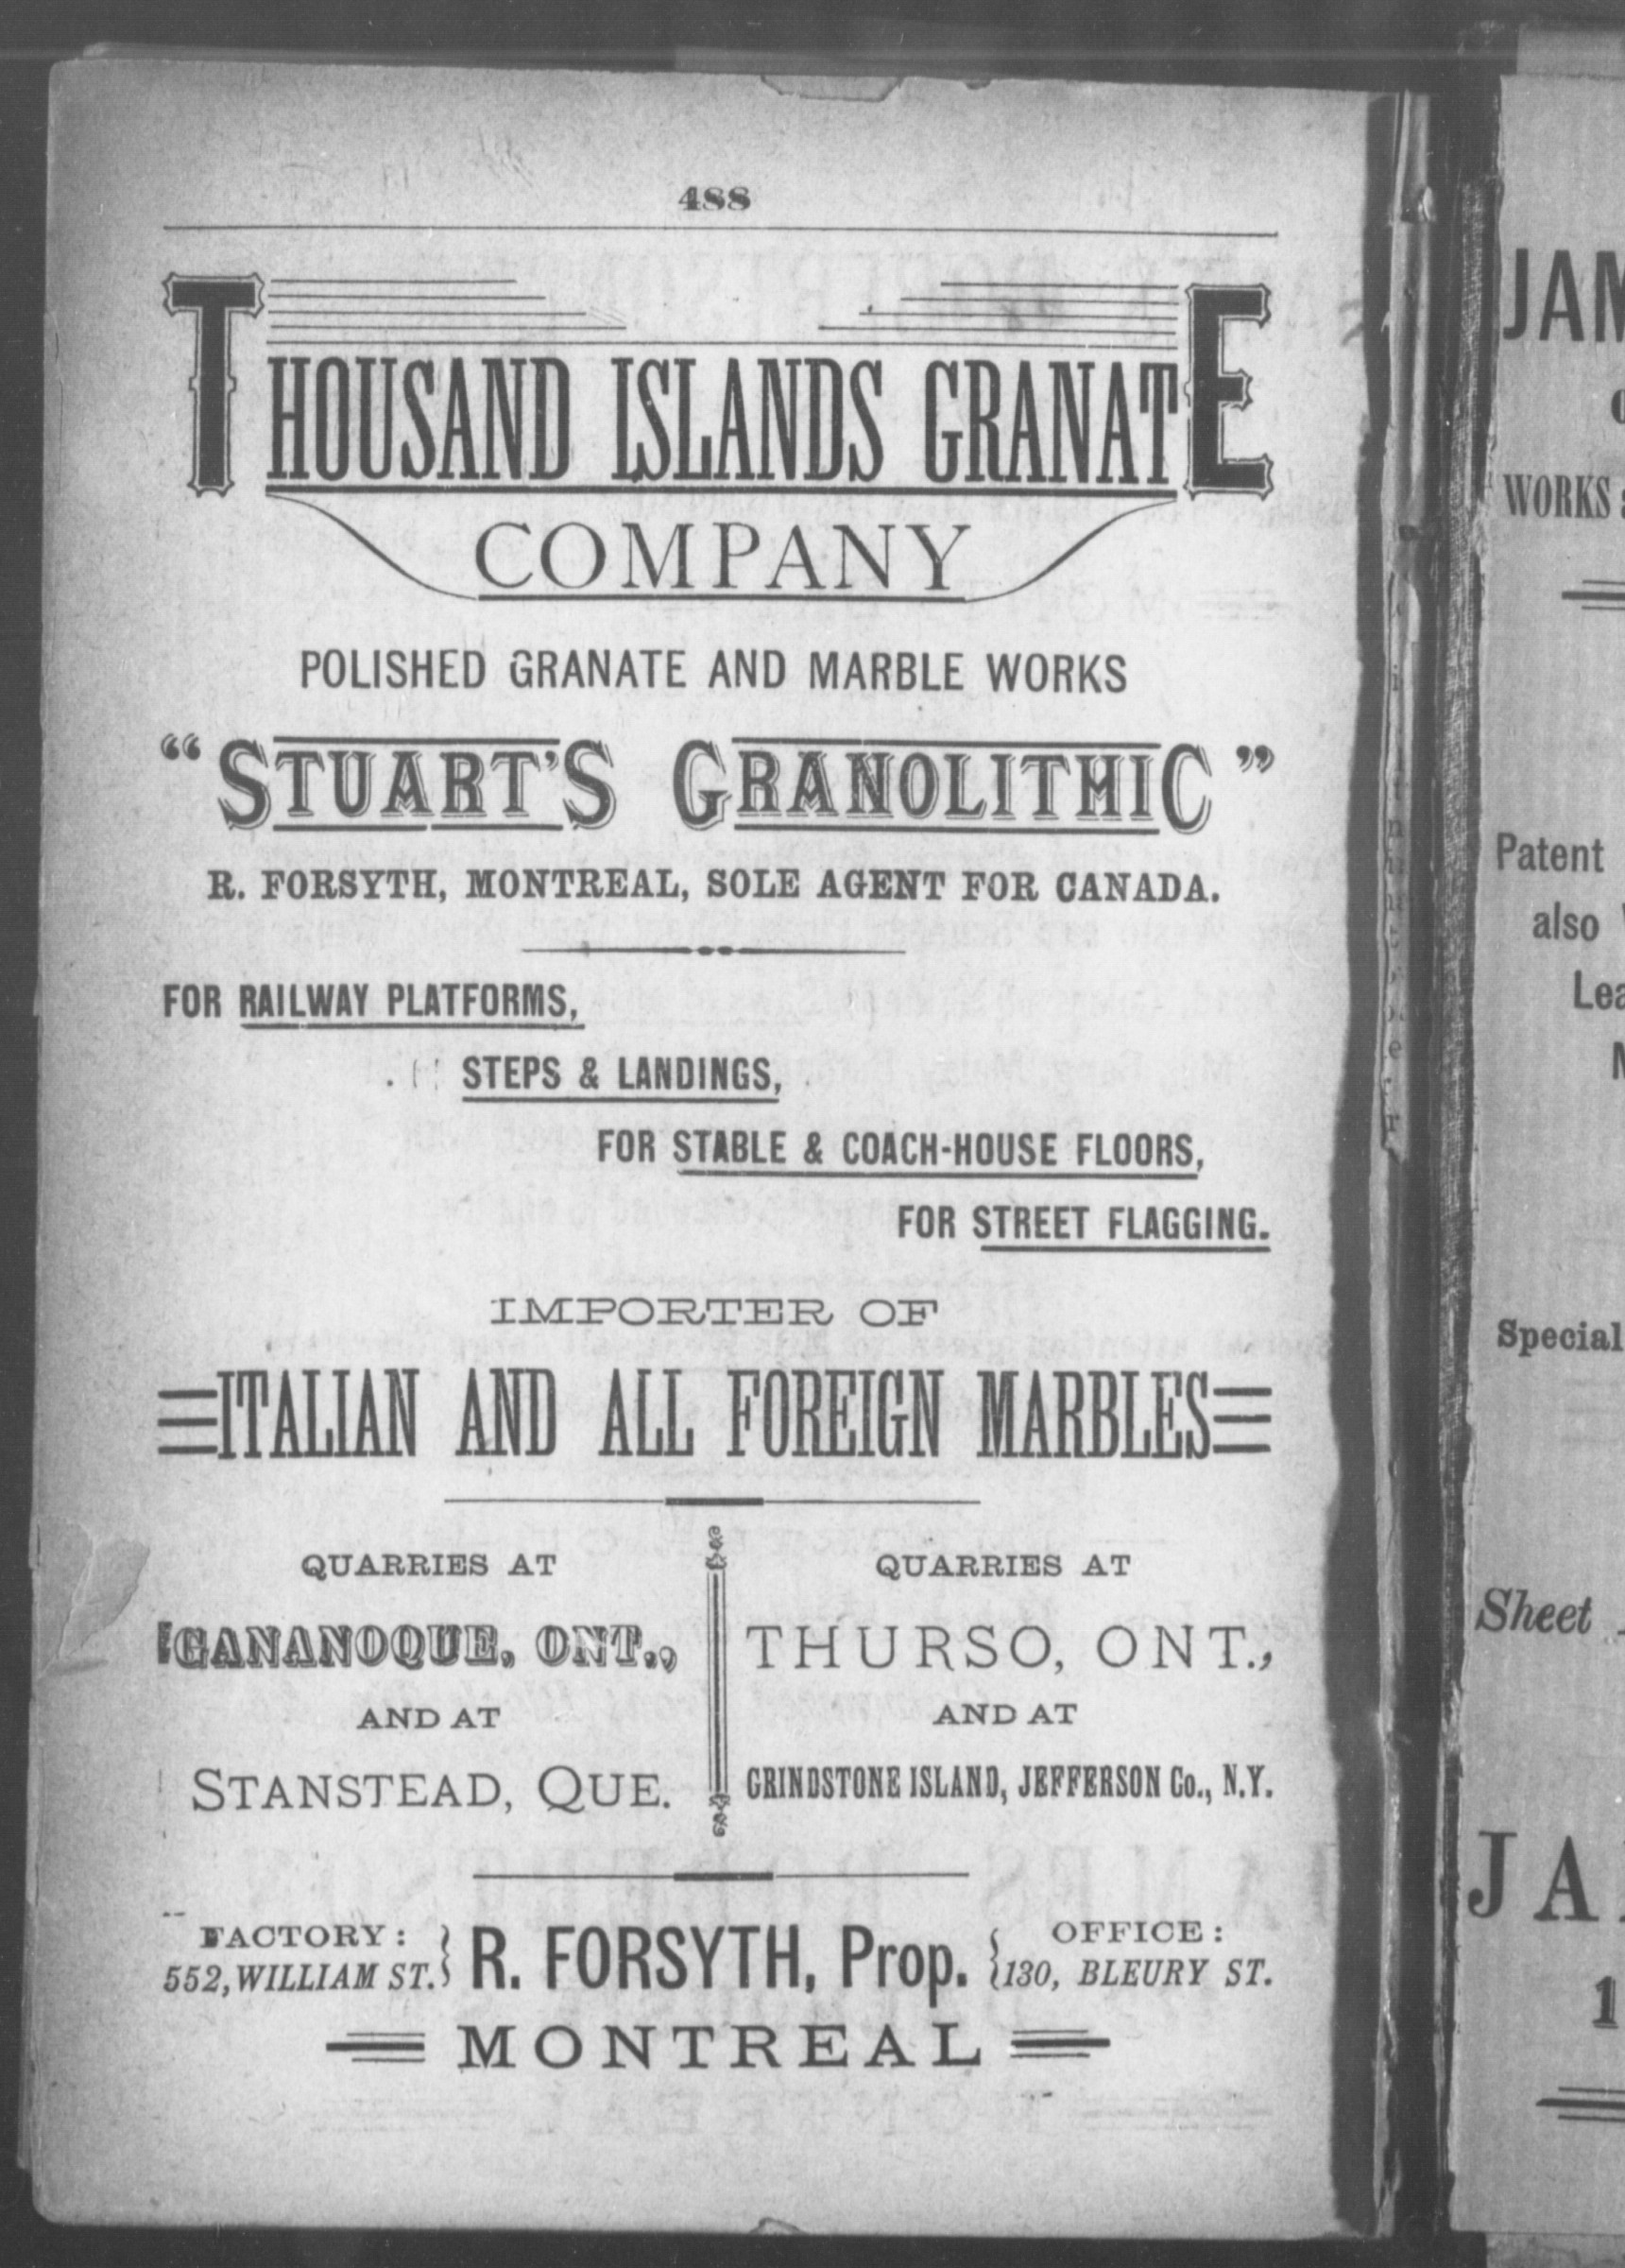 488
THOUSAND ISLANDS GRANATE
COMPANY
POLISHED GRANATE AND MARBLE WORKS
"STUART'S GRANOLITHIC"
R. FORSYTH, MONTREAL, SOLE AGENT FOR CANADA.
FOR RAILWAY PLATFORMS,
STEPS & LANDINGS,
FOR STABLE & COACH-HOUSE FLOORS,
FOR STREET FLAGGING.
IMPORTER OF
ITALIAN AND ALL FOREIGN MARBLES
QUARRIES AT
GANANOQUE, ONT.,
AND AT
STANSTEAD, QUE.
QUARRIES AT
THURSO, ONT.,
AND AT
GRINDSTONE ISLAND, JEFFERSON Co., N.Y.
FACTORY:
552, WILLIAM ST.
R. FORSYTH, Prop.
OFFICE:
130, BLEURY ST.
MONTREAL
JAM
WORKS
Patent
also
Lea
Special
Sheet
JA
1